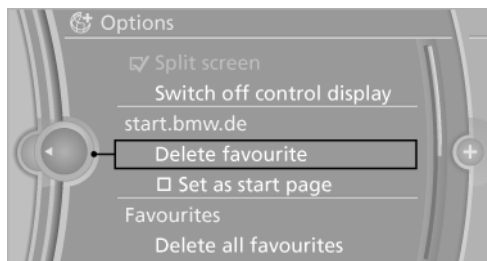 Options
Split screen
Switch off control display
start.bmw.de
Delete favourite
Set as start page
Favourites
Delete all favourites